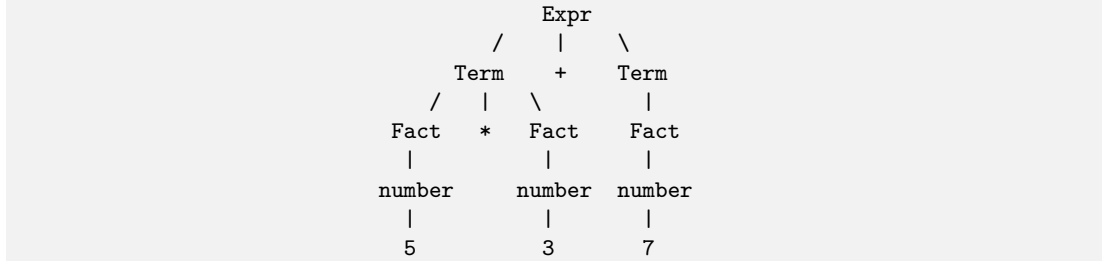 Expr
/ | \
Term + Term
/ | \ |
Fact * Fact Fact
| | |
number number number
| | |
5 3 7